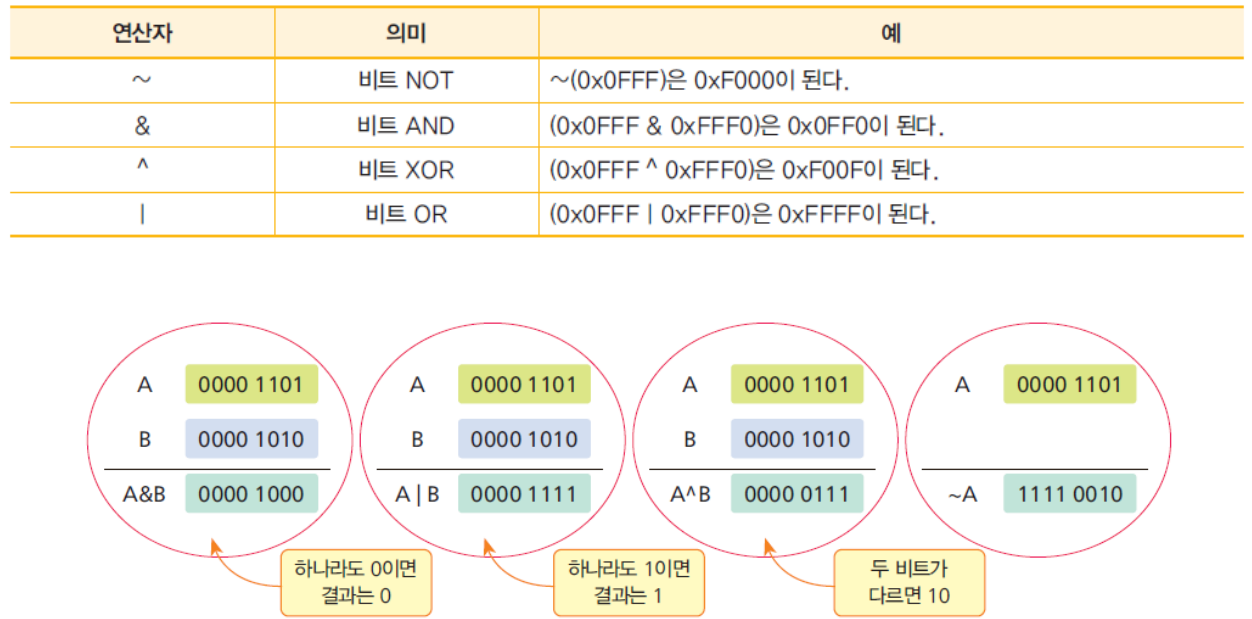 연산자 의미 예
~ 비트 NOT ~(0x0FFF)은 0xF000이 된다.
& 비트 AND (0x0FFF & 0xFFF0)은 0x0FF0이 된다.
^ 비트 XOR (0x0FFF ^ 0xFFF0)은 0xF00F이 된다.
| 비트 OR (0x0FFF | 0xFFF0)은 0xFFFF이 된다.
A 0000 1101
B 0000 1010
A&B 0000 1000
하나라도 0이면
결과는 0
A 0000 1101
B 0000 1010
A | B 0000 1111
하나라도 1이면
결과는 1
A 0000 1101
B 0000 1010
A^B 0000 0111
두 비트가
다르면 10
A 0000 1101
~A 1111 0010